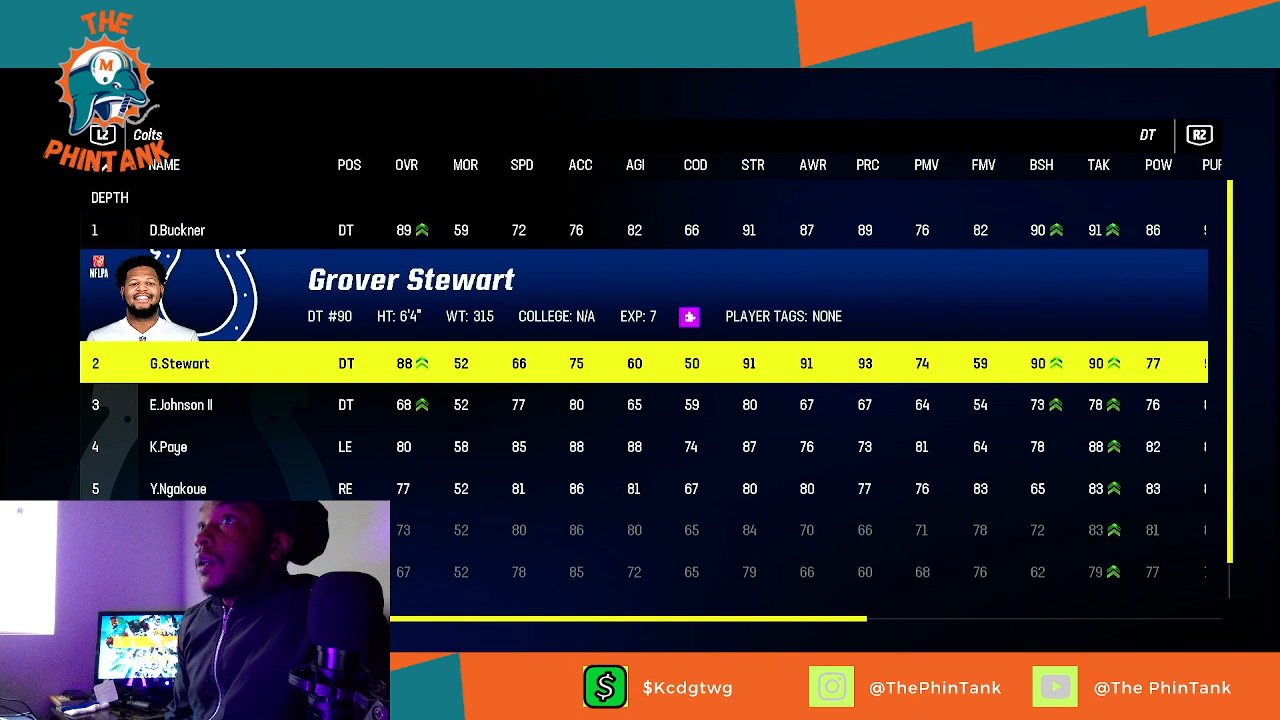 THE
M
PHINTANK
L2 Colts DT R2
NAME POS OVR MOR SPD ACC AGI COD STR AWR PRC PMV FMV BSH TAK POW PUR
DEPTH
1 D.Buckner DT 89 59 72 76 82 66 91 87 89 76 82 90 91 86
NFLPA
Grover Stewart
DT #90 HT: 6'4" WT: 315 COLLEGE: N/A EXP: 7 PLAYER TAGS: NONE
2 G.Stewart DT 88 52 66 75 60 50 91 91 93 74 59 90 90 77
3 E.Johnson II DT 68 52 77 80 65 59 80 67 67 64 54 73 78 76
4 K.Paye LE 80 58 85 88 88 74 87 76 73 81 64 78 88 82
5 Y.Ngakoue RE 77 52 81 86 81 67 80 80 77 76 83 65 83 83
73 52 80 86 80 65 84 70 66 71 78 72 83 81
67 52 78 85 72 65 79 66 60 68 76 62 79 77
$Kcdgtwg @ThePhinTank @The PhinTank